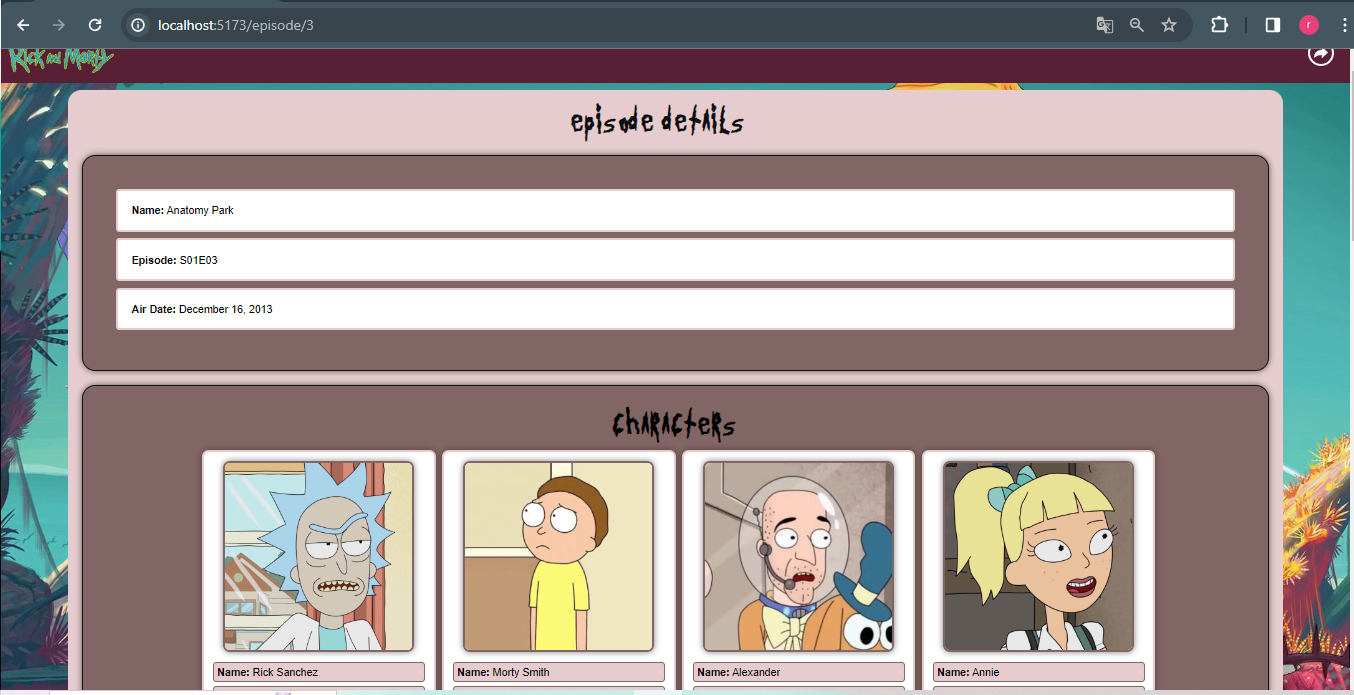 localhost:5173/episode/3
r
Rick and Morty
episode details
Name: Anatomy Park
Episode: S01E03
Air Date: December 16, 2013
characters
Name: Rick Sanchez
Name: Morty Smith
Name: Alexander
Name: Annie